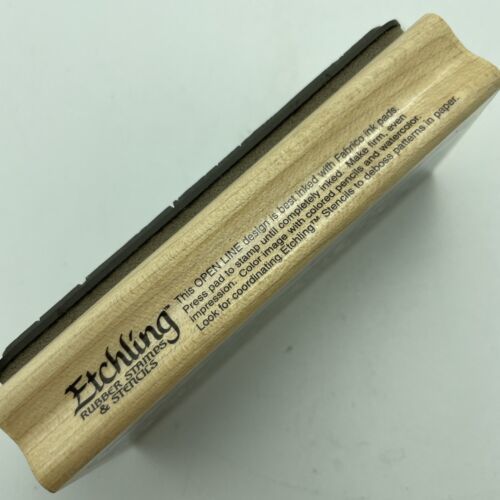 Etchling™
RUBBER STAMPS
& STENCILS
This OPEN LINE design is best inked with Fabrico ink pads.
Press pad to stamp until completely inked. Make firm, even
impression. Color image with colored pencils and watercolor.
Look for coordinating Etchling™ Stencils to deboss patterns in paper.